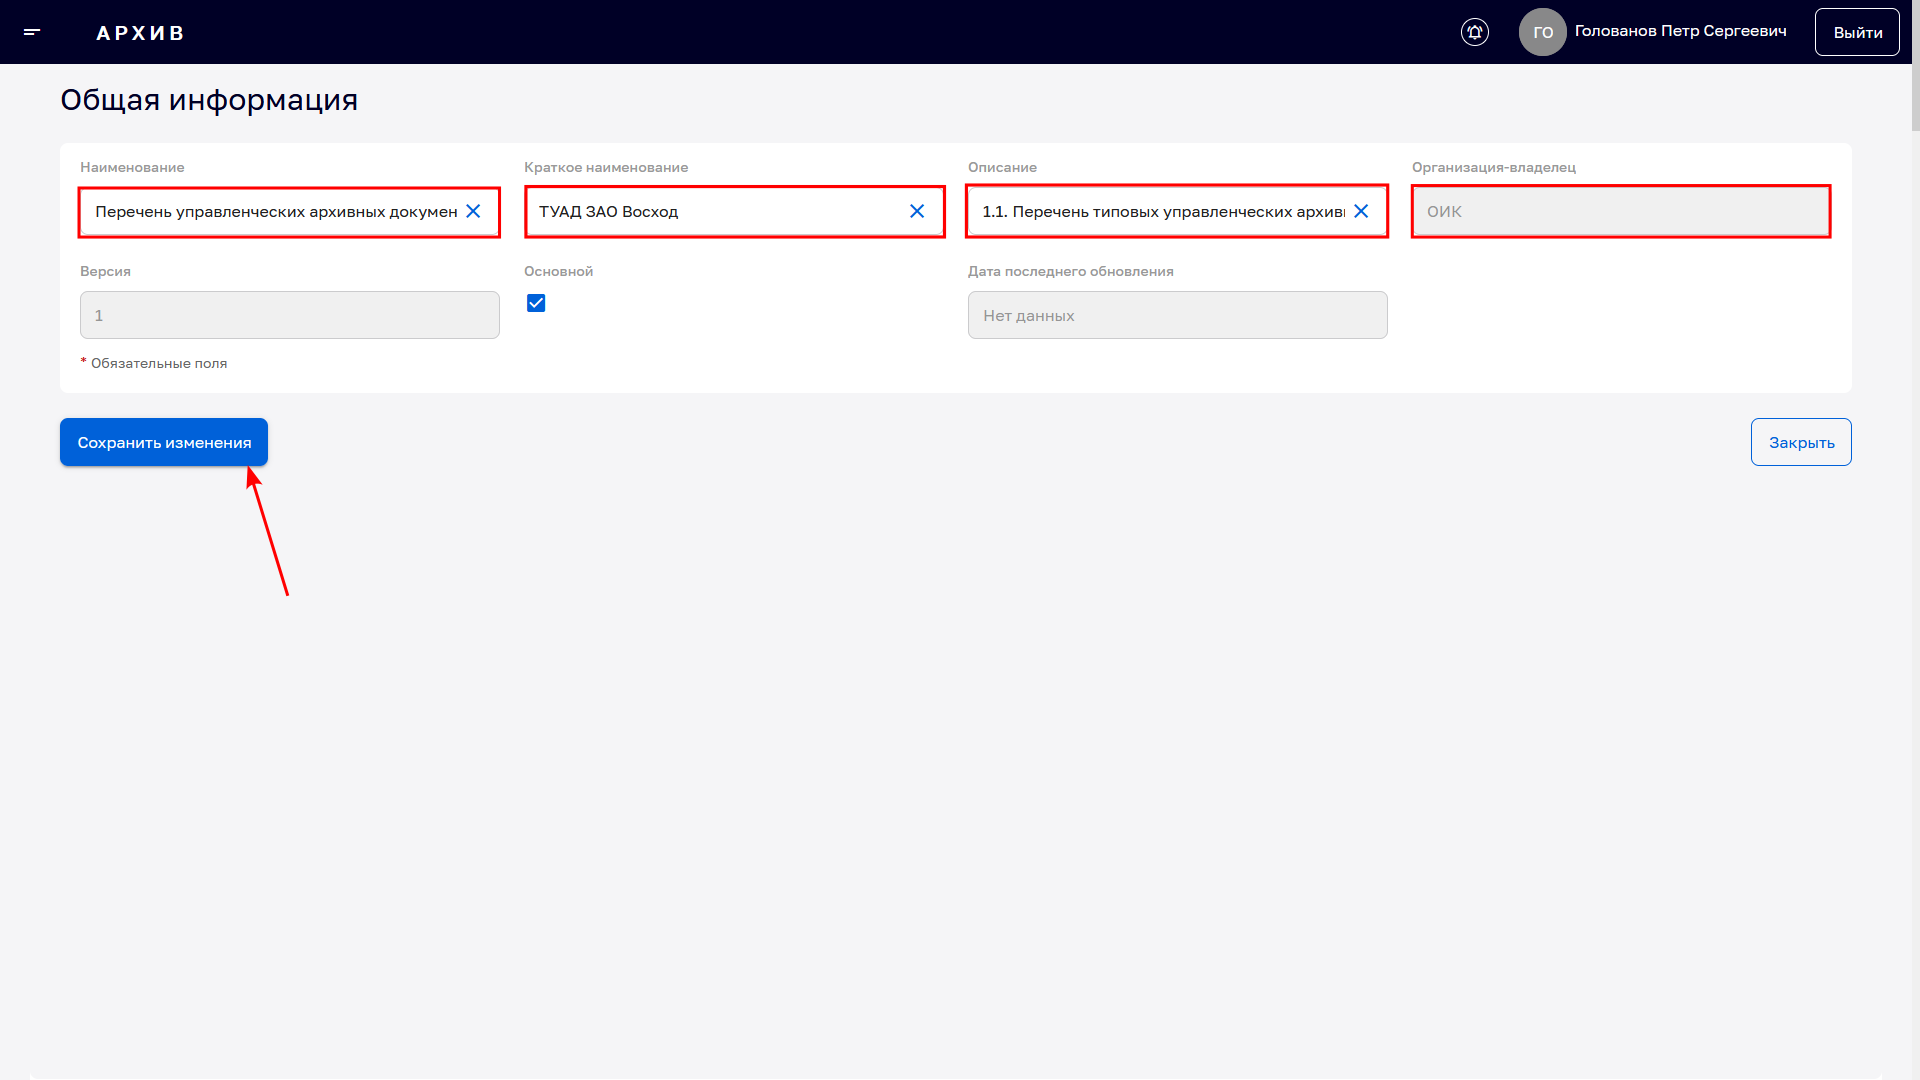 АРХИВ
ГО
Голованов Петр Сергеевич
Выйти
Общая информация
Наименование
Краткое наименование
Описание
Организация-владелец
Перечень управленческих архивных докумен
ТУАД ЗАО Восход
1.1. Перечень типовых управленческих архив
ОИК
Версия
Основной
Дата последнего обновления
1
Нет данных
* Обязательные поля
Сохранить изменения
Закрыть